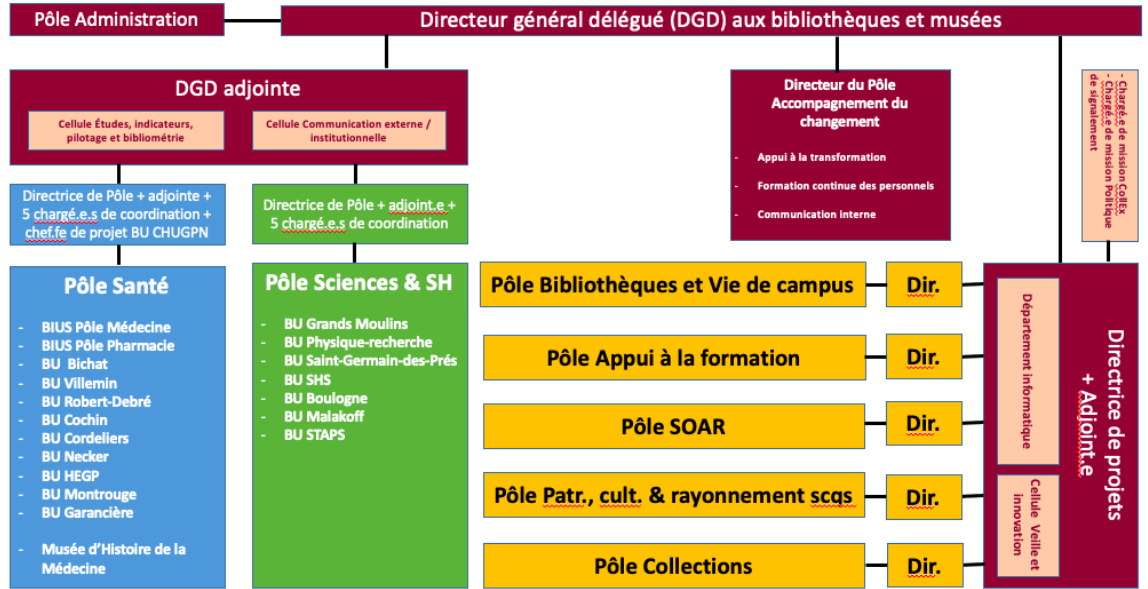 Pôle Administration
Directeur général délégué (DGD) aux bibliothèques et musées
DGD adjointe
Cellule Études, indicateurs,
pilotage et bibliométrie
Cellule Communication externe /
institutionnelle
Directeur du Pôle
Accompagnement du
changement
- Appui à la transformation
- Formation continue des personnels
- Communication interne
- Chargé.e de mission CollEx
- Chargé.e de mission Politique
de signalement
Directrice de Pôle + adjointe +
5 chargé.e.s de coordination +
chef.fe de projet BU CHUGPN
Directrice de Pôle + adjoint.e +
5 chargé.e.s de coordination
Pôle Santé
- BIUS Pôle Médecine
- BIUS Pôle Pharmacie
- BU Bichat
- BU Villemin
- BU Robert-Debré
- BU Cochin
- BU Cordeliers
- BU Necker
- BU HEGP
- BU Montrouge
- BU Garancière
- Musée d'Histoire de la
Médecine
Pôle Sciences & SH
- BU Grands Moulins
- BU Physique-recherche
- BU Saint-Germain-des-Prés
- BU SHS
- BU Boulogne
- BU Malakoff
- BU STAPS
Pôle Bibliothèques et Vie de campus
Dir.
Pôle Appui à la formation
Dir.
Pôle SOAR
Dir.
Pôle Patr., cult. & rayonnement scqs
Dir.
Pôle Collections
Dir.
Département informatique
Cellule Veille et
innovation
Directrice de projets
+ Adjoint.e